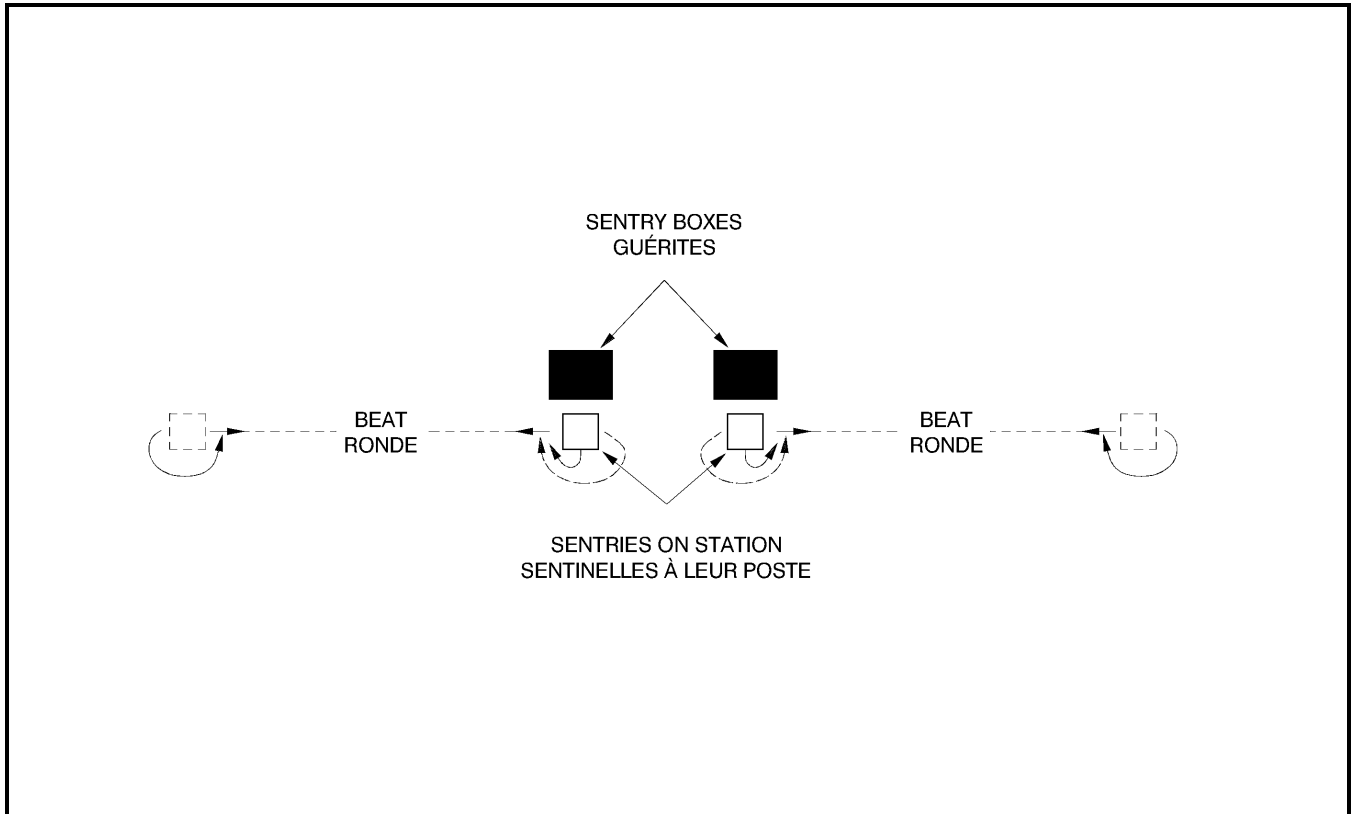 SENTRY BOXES
GUÉRITES
BEAT
RONDE
BEAT
RONDE
SENTRIES ON STATION
SENTINELLES À LEUR POSTE